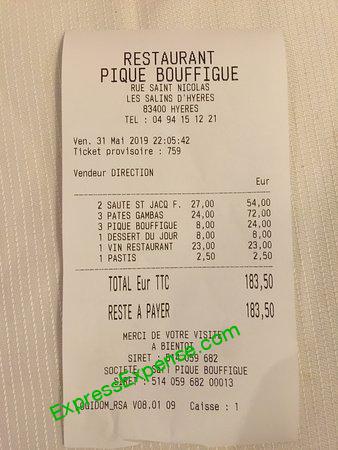 RESTAURANT
PIQUE BOUFFIGUE
RUE SAINT NICOLAS
LES SALINS D'HYERES
83400 HYERES
TEL : 04 94 15 12 21
Ven. 31 Mai 2019 22:05:42
Ticket provisoire : 759
Vendeur DIRECTION
Eur
2 SAUTE ST JACQ F. 27,00 54,00
3 PATES GAMBAS 24,00 72,00
3 PIQUE BOUFFIGUE 8,00 24,00
1 DESSERT DU JOUR 8,00 8,00
1 VIN RESTAURANT 23,00 23,00
1 PASTIS 2,50 2,50
TOTAL Eur TTC 183,50
RESTE A PAYER 183,50
MERCI DE VOTRE VISITE
A BIENTOT
SIRET : 514 059 682
SOCIETE PIQUE BOUFFIGUE
SIRET : 514 059 682 00013
V08.01 09 Caisse : 1
ExpressExpense.com